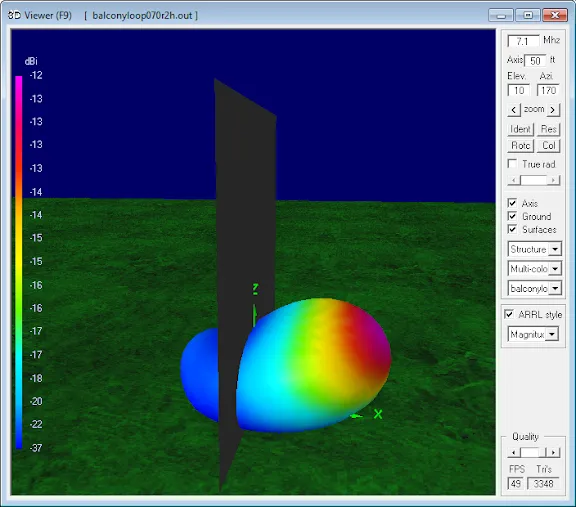 3D Viewer (F9) [ balconyloop070r2h.out ]
dBi
-12
-13
-13
-13
-14
-14
-15
-15
-16
-16
-17
-17
-18
-20
-22
-37
Z
X
7.1 Mhz
Axis 50 ft
Elev. Azi.
10 170
< zoom >
Ident Res
Rotc Col
True rad.
Axis
Ground
Surfaces
Structure
Multi-colo
balconylo
ARRL style
Magnitud
Quality
FPS Tri's
49 3348